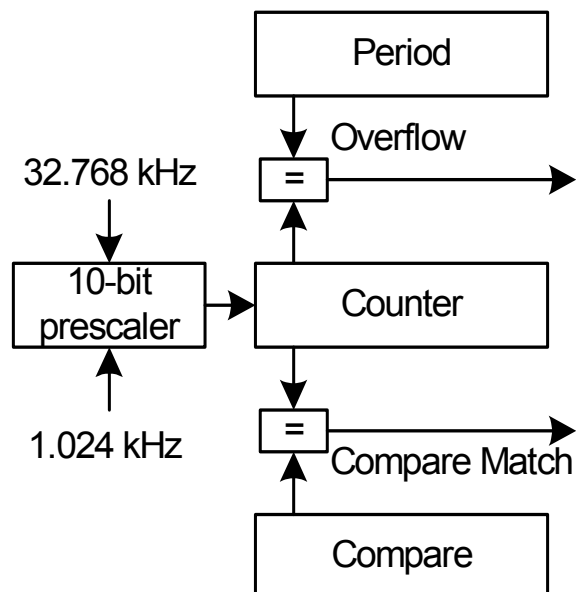 Period
Overflow
=
32.768 kHz
10-bit
prescaler
Counter
1.024 kHz
=
Compare Match
Compare